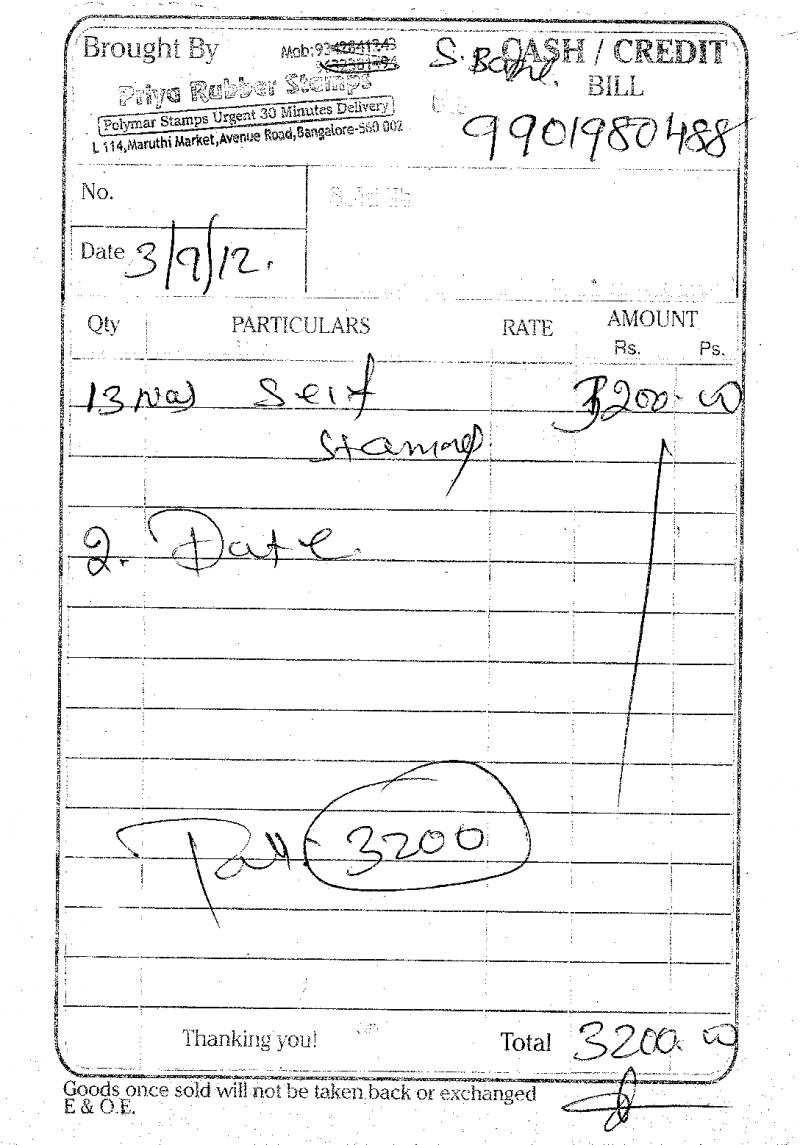 Brought By
Mob:9342841343
CASH / CREDIT
BILL
S.
Priya Rubber Stamps
Polymar Stamps Urgent 30 Minutes Delivery
L 114,Maruthi Market,Avenue Road,Bangalore-560 002
9901980488
No.
Date 3/9/12.
Qty PARTICULARS RATE AMOUNT
Rs. Ps.
13 Nos Self 3200.00
Stamp
2. Date
3200
Thanking you! Total 3200.00
Goods once sold will not be taken back or exchanged
E & O.E.